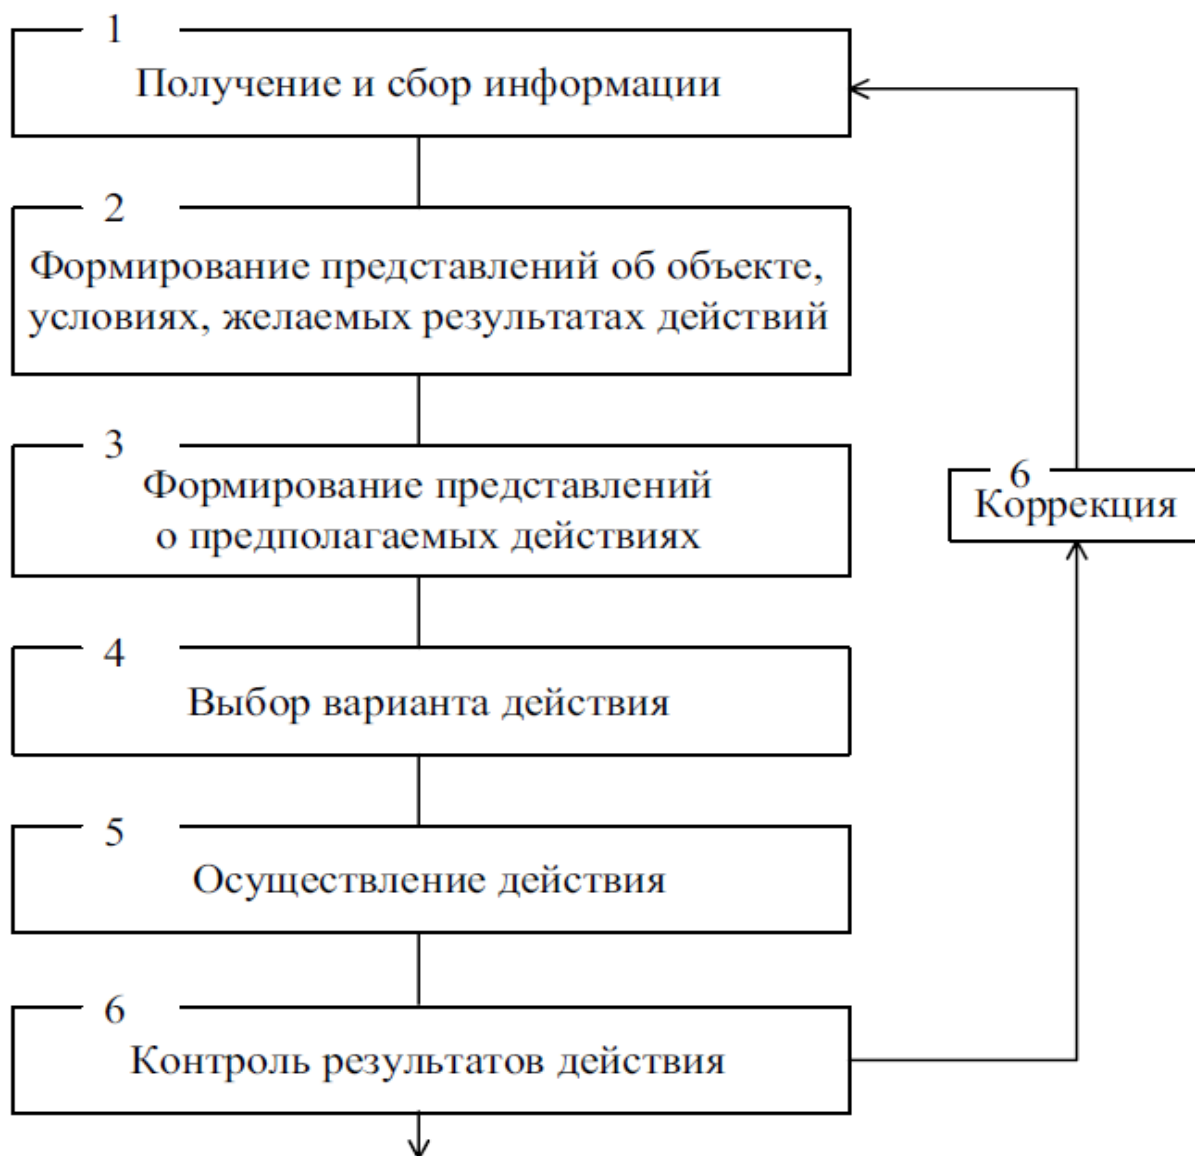 1
Получение и сбор информации
2
Формирование представлений об объекте,
условиях, желаемых результатах действий
3
Формирование представлений
о предполагаемых действиях
6
Коррекция
4
Выбор варианта действия
5
Осуществление действия
6
Контроль результатов действия